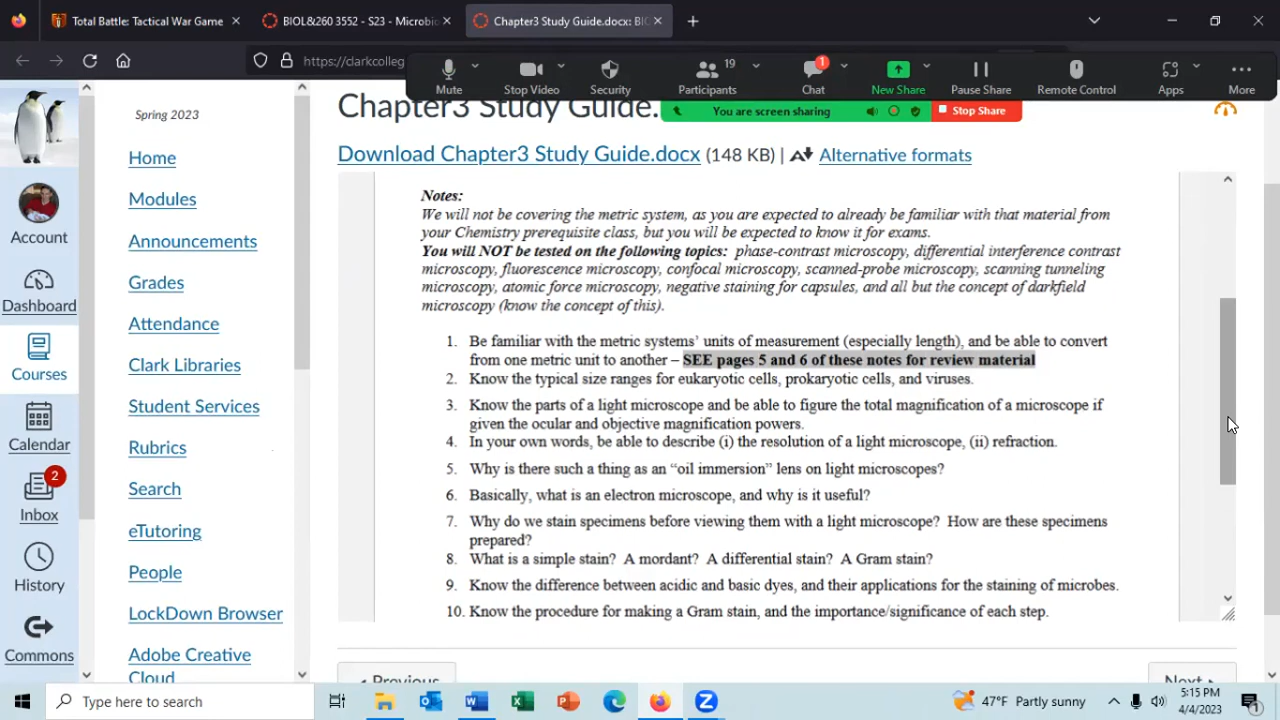 Total Battle: Tactical War Game
BIOL&260 3552 - S23 - Microbio
Chapter3 Study Guide.docx: BIO
https://clarkcolleg
Mute
Stop Video
Security
19
Participants
1
Chat
New Share
Pause Share
Remote Control
Apps
More
You are screen sharing
Stop Share
Account
Dashboard
Courses
Calendar
2
Inbox
History
Commons
Spring 2023
Home
Modules
Announcements
Grades
Attendance
Clark Libraries
Student Services
Rubrics
Search
eTutoring
People
LockDown Browser
Adobe Creative
Cloud
Chapter3 Study Guide.
Download Chapter3 Study Guide.docx (148 KB) | Alternative formats
Notes:
We will not be covering the metric system, as you are expected to already be familiar with that material from
your Chemistry prerequisite class, but you will be expected to know it for exams.
You will NOT be tested on the following topics: phase-contrast microscopy, differential interference contrast
microscopy, fluorescence microscopy, confocal microscopy, scanned-probe microscopy, scanning tunneling
microscopy, atomic force microscopy, negative staining for capsules, and all but the concept of darkfield
microscopy (know the concept of this).
1. Be familiar with the metric systems' units of measurement (especially length), and be able to convert
from one metric unit to another – SEE pages 5 and 6 of these notes for review material
2. Know the typical size ranges for eukaryotic cells, prokaryotic cells, and viruses.
3. Know the parts of a light microscope and be able to figure the total magnification of a microscope if
given the ocular and objective magnification powers.
4. In your own words, be able to describe (i) the resolution of a light microscope, (ii) refraction.
5. Why is there such a thing as an "oil immersion" lens on light microscopes?
6. Basically, what is an electron microscope, and why is it useful?
7. Why do we stain specimens before viewing them with a light microscope? How are these specimens
prepared?
8. What is a simple stain? A mordant? A differential stain? A Gram stain?
9. Know the difference between acidic and basic dyes, and their applications for the staining of microbes.
10. Know the procedure for making a Gram stain, and the importance/significance of each step.
Previous
Next
Type here to search
47°F Partly sunny
5:15 PM
4/4/2023
1